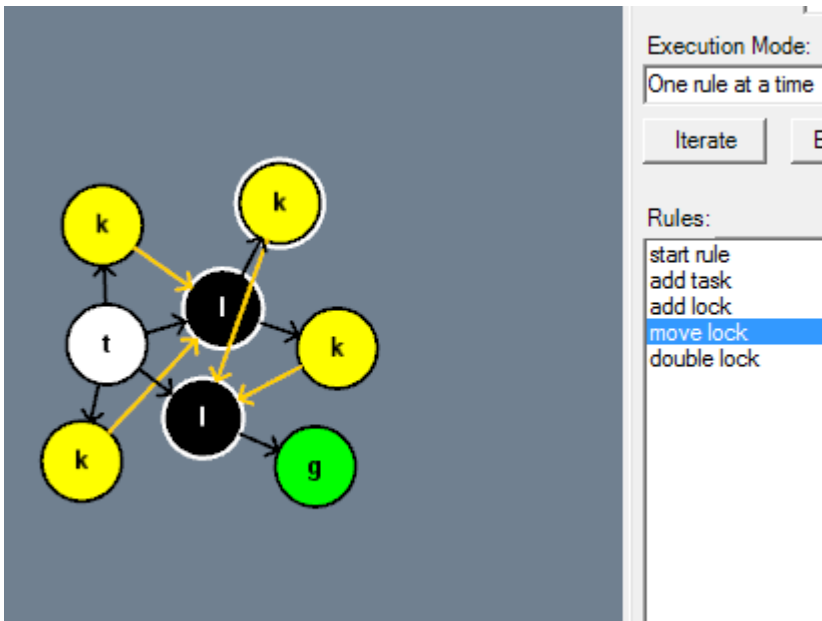 Execution Mode:
One rule at a time
Iterate
E
Rules:
start rule
add task
add lock
move lock
double lock
k
k
l
t
k
l
k
g